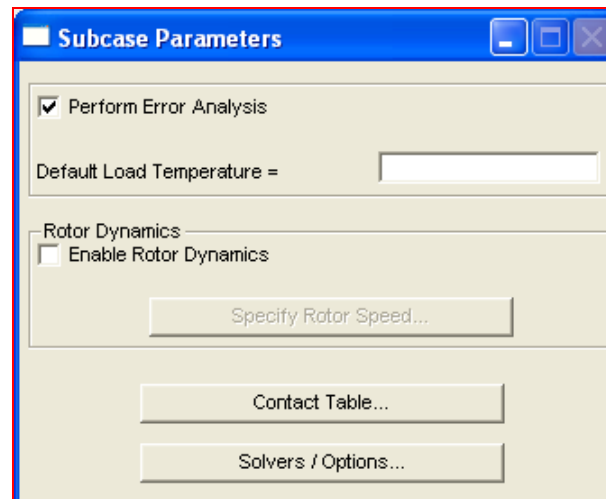 Subcase Parameters
Perform Error Analysis
Default Load Temperature =
Rotor Dynamics
Enable Rotor Dynamics
Specify Rotor Speed...
Contact Table...
Solvers / Options...